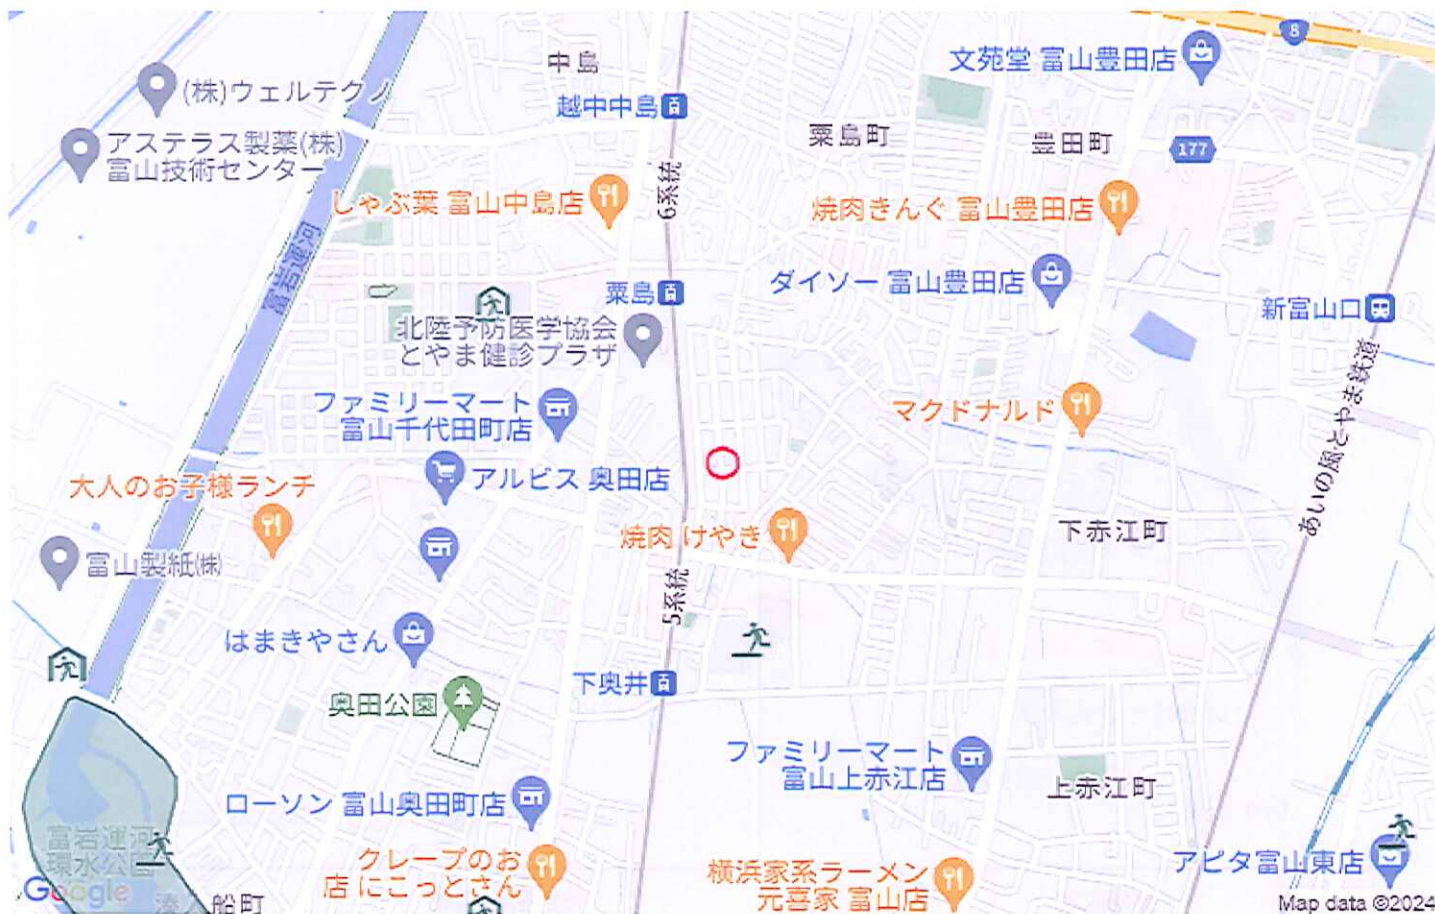 8
中島
文苑堂 富山豊田店
(株)ウェルテクノ
越中中島
粟島町
豊田町
177
アステラス製薬(株)
富山技術センター
6系統
しゃぶ葉 富山中島店
焼肉きんぐ 富山豊田店
富岩運河
ダイソー 富山豊田店
粟島
新富山口
北陸予防医学協会
とやま健診プラザ
あいの風とやま鉄道
ファミリーマート
富山千代田町店
マクドナルド
アルビス 奥田店
大人のお子様ランチ
焼肉 けやき
下赤江町
富山製紙(株)
5系統
はまきやさん
下奥井
奥田公園
ファミリーマート
富山上赤江店
上赤江町
ローソン 富山奥田町店
富岩運河
環水公園
クレープのお
店 にこっとさん
横浜家系ラーメン
元喜家 富山店
アピタ富山東店
Google
船町
Map data ©2024